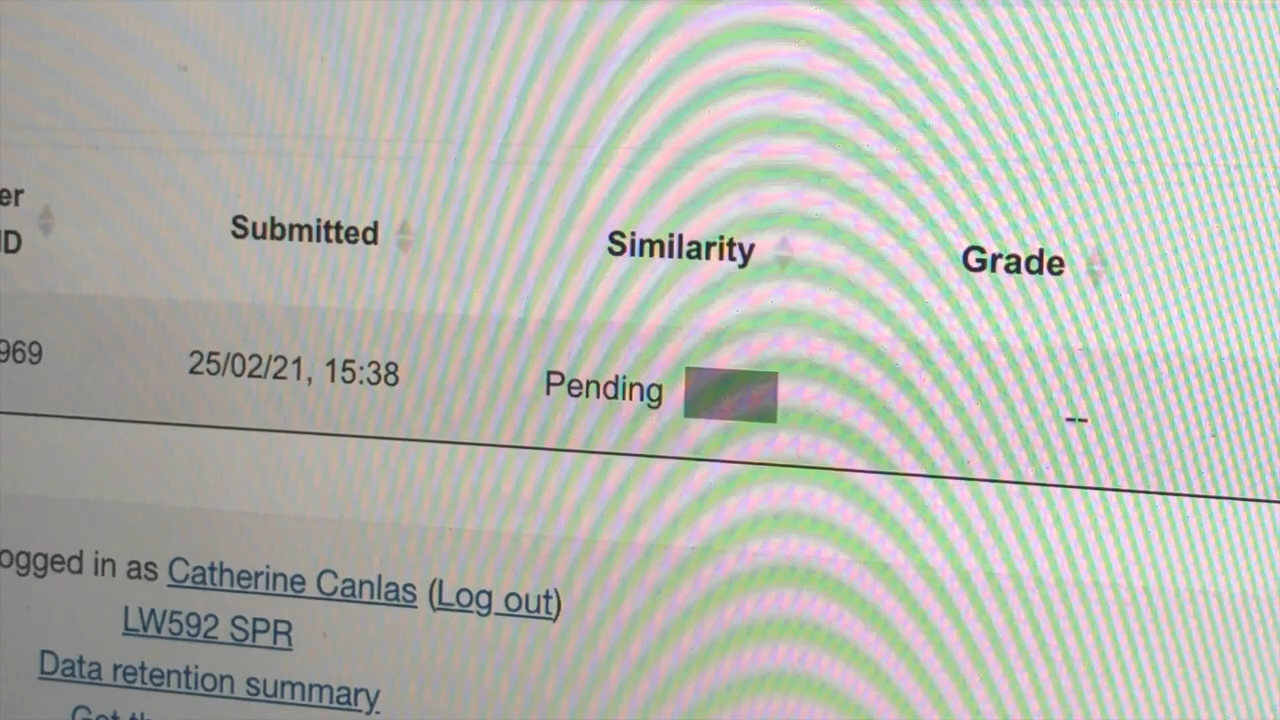 er
ID
Submitted
Similarity
Grade
969
25/02/21, 15:38
Pending
--
ogged in as Catherine Canlas (Log out)
LW592 SPR
Data retention summary